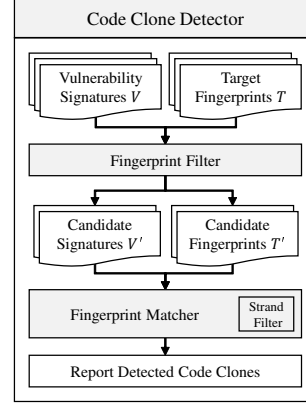 Code Clone Detector
Vulnerability
Signatures V
Target
Fingerprints T
Fingerprint Filter
Candidate
Signatures V'
Candidate
Fingerprints T'
Fingerprint Matcher
Strand
Filter
Report Detected Code Clones